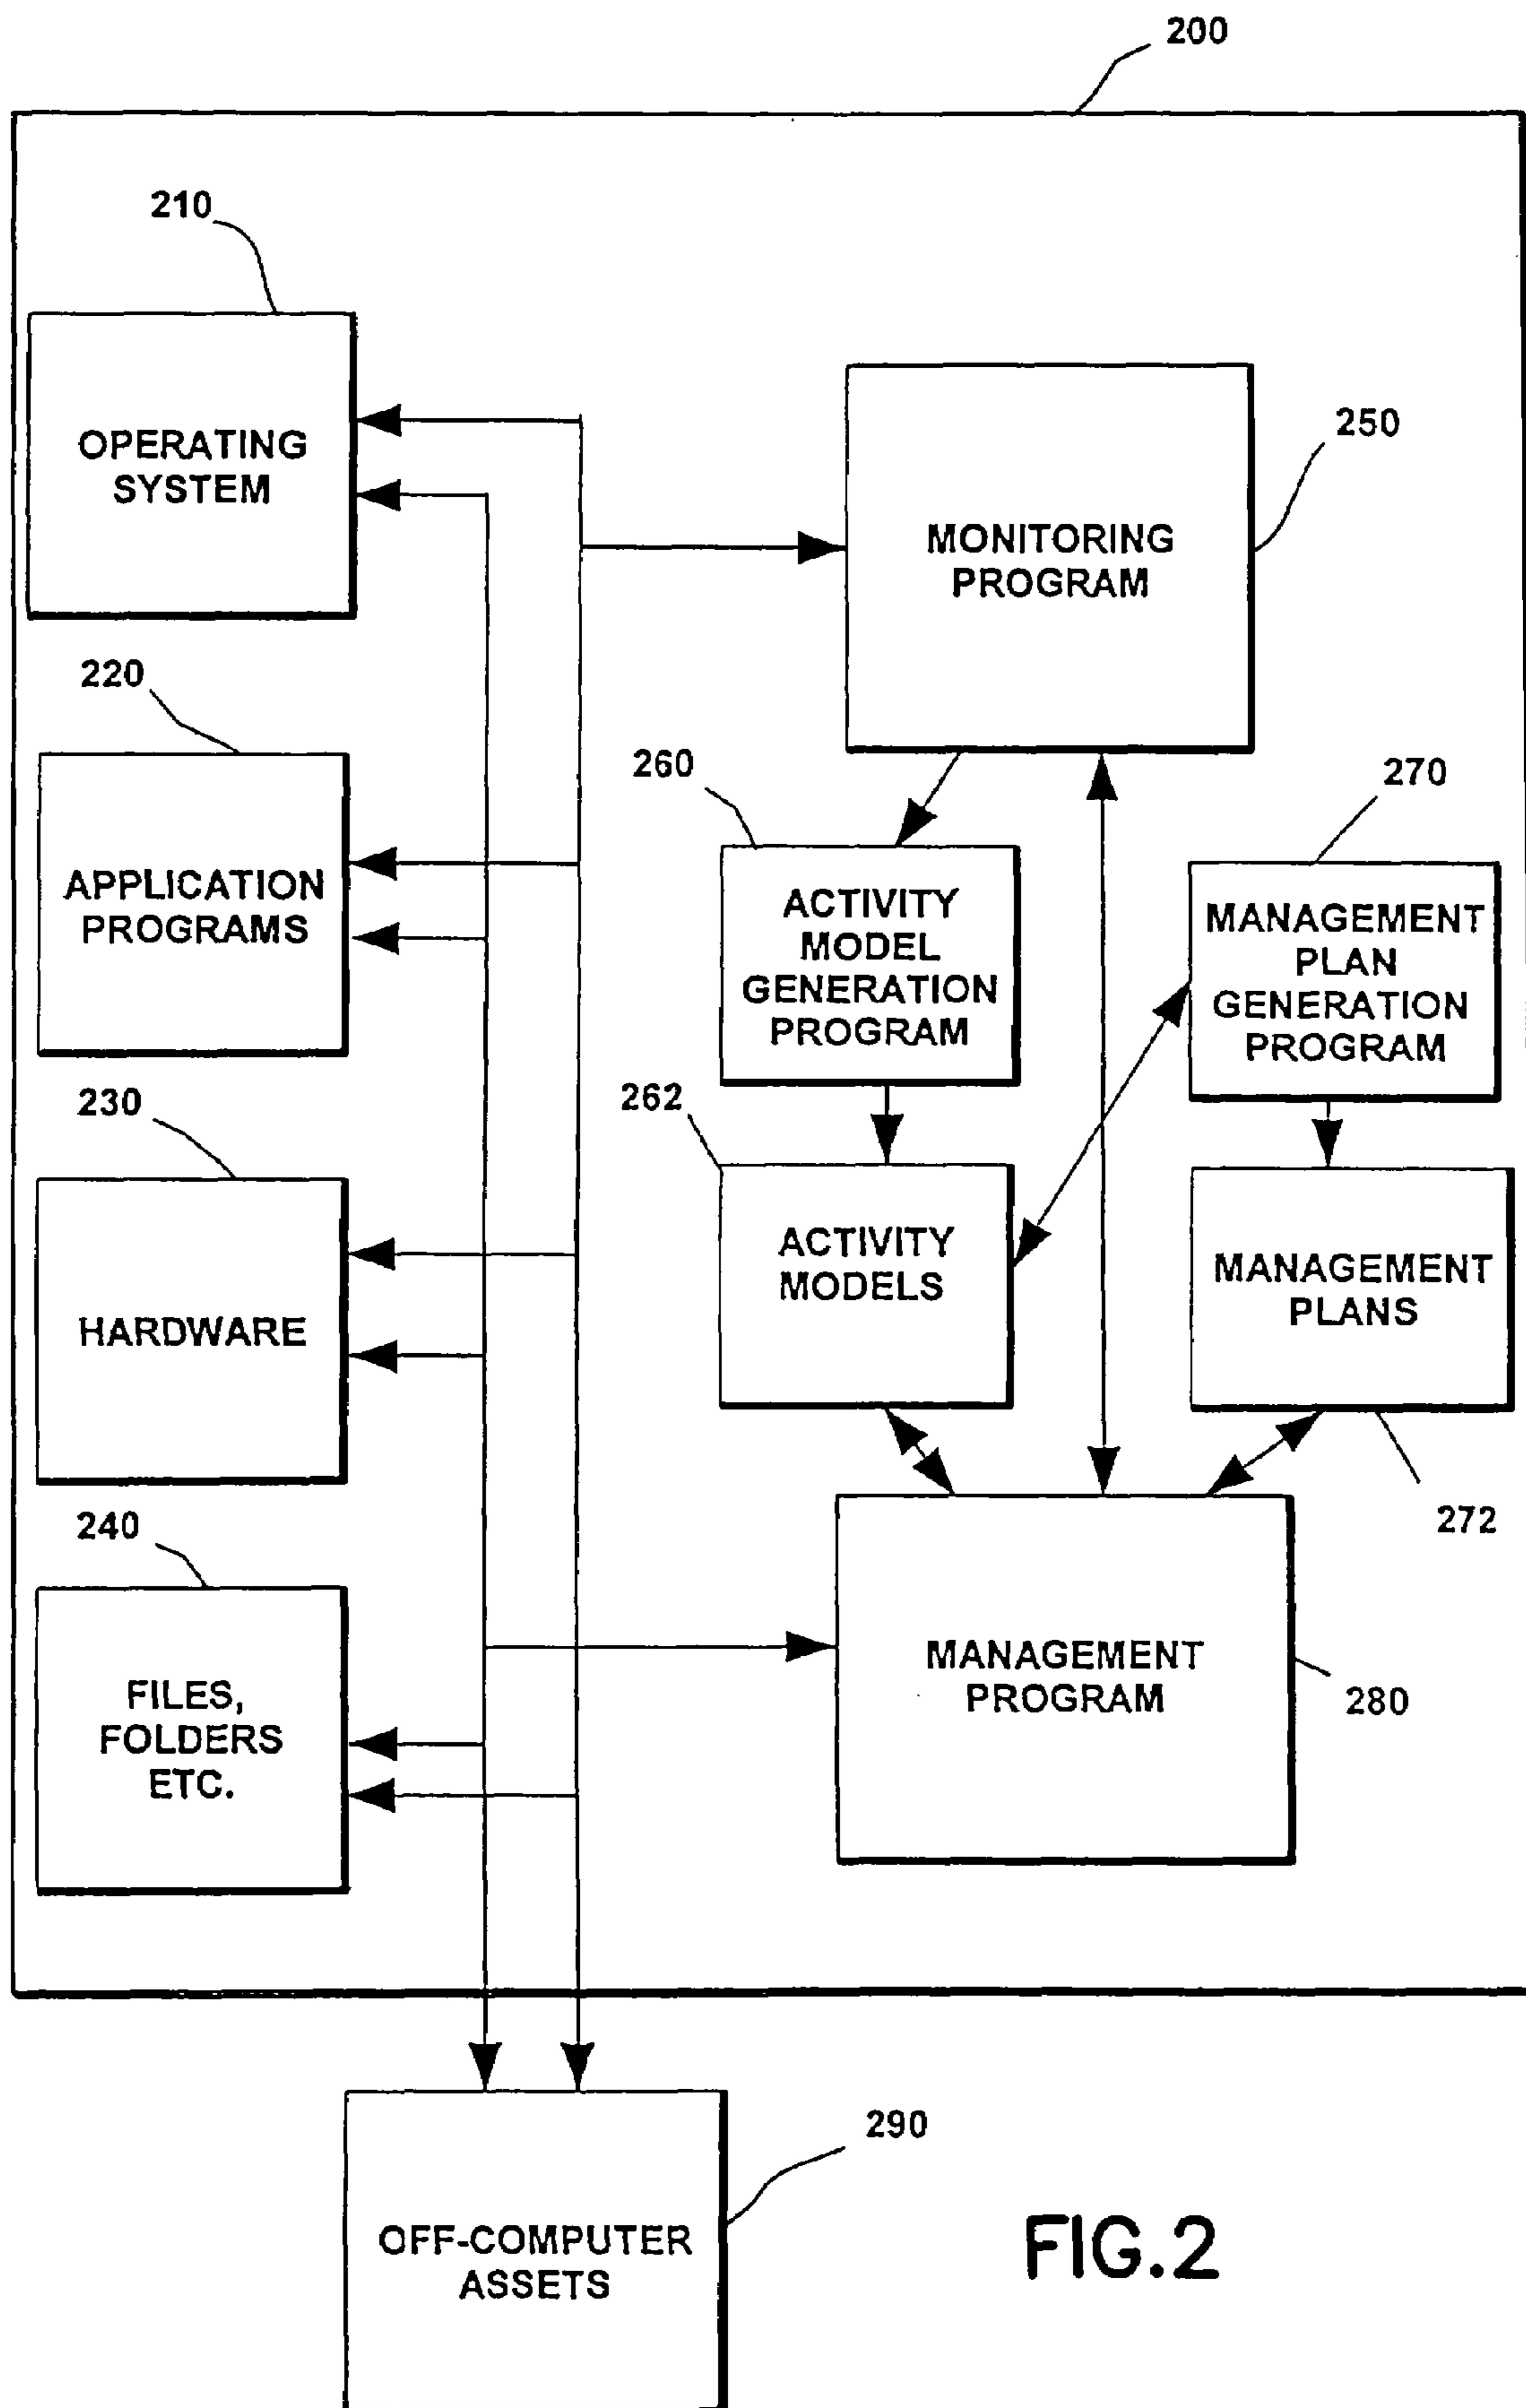 200
210
OPERATING
SYSTEM
250
MONITORING
PROGRAM
220
APPLICATION
PROGRAMS
260
ACTIVITY
MODEL
GENERATION
PROGRAM
270
MANAGEMENT
PLAN
GENERATION
PROGRAM
230
HARDWARE
262
ACTIVITY
MODELS
MANAGEMENT
PLANS
272
240
FILES,
FOLDERS
ETC.
MANAGEMENT
PROGRAM
280
290
OFF-COMPUTER
ASSETS
FIG.2